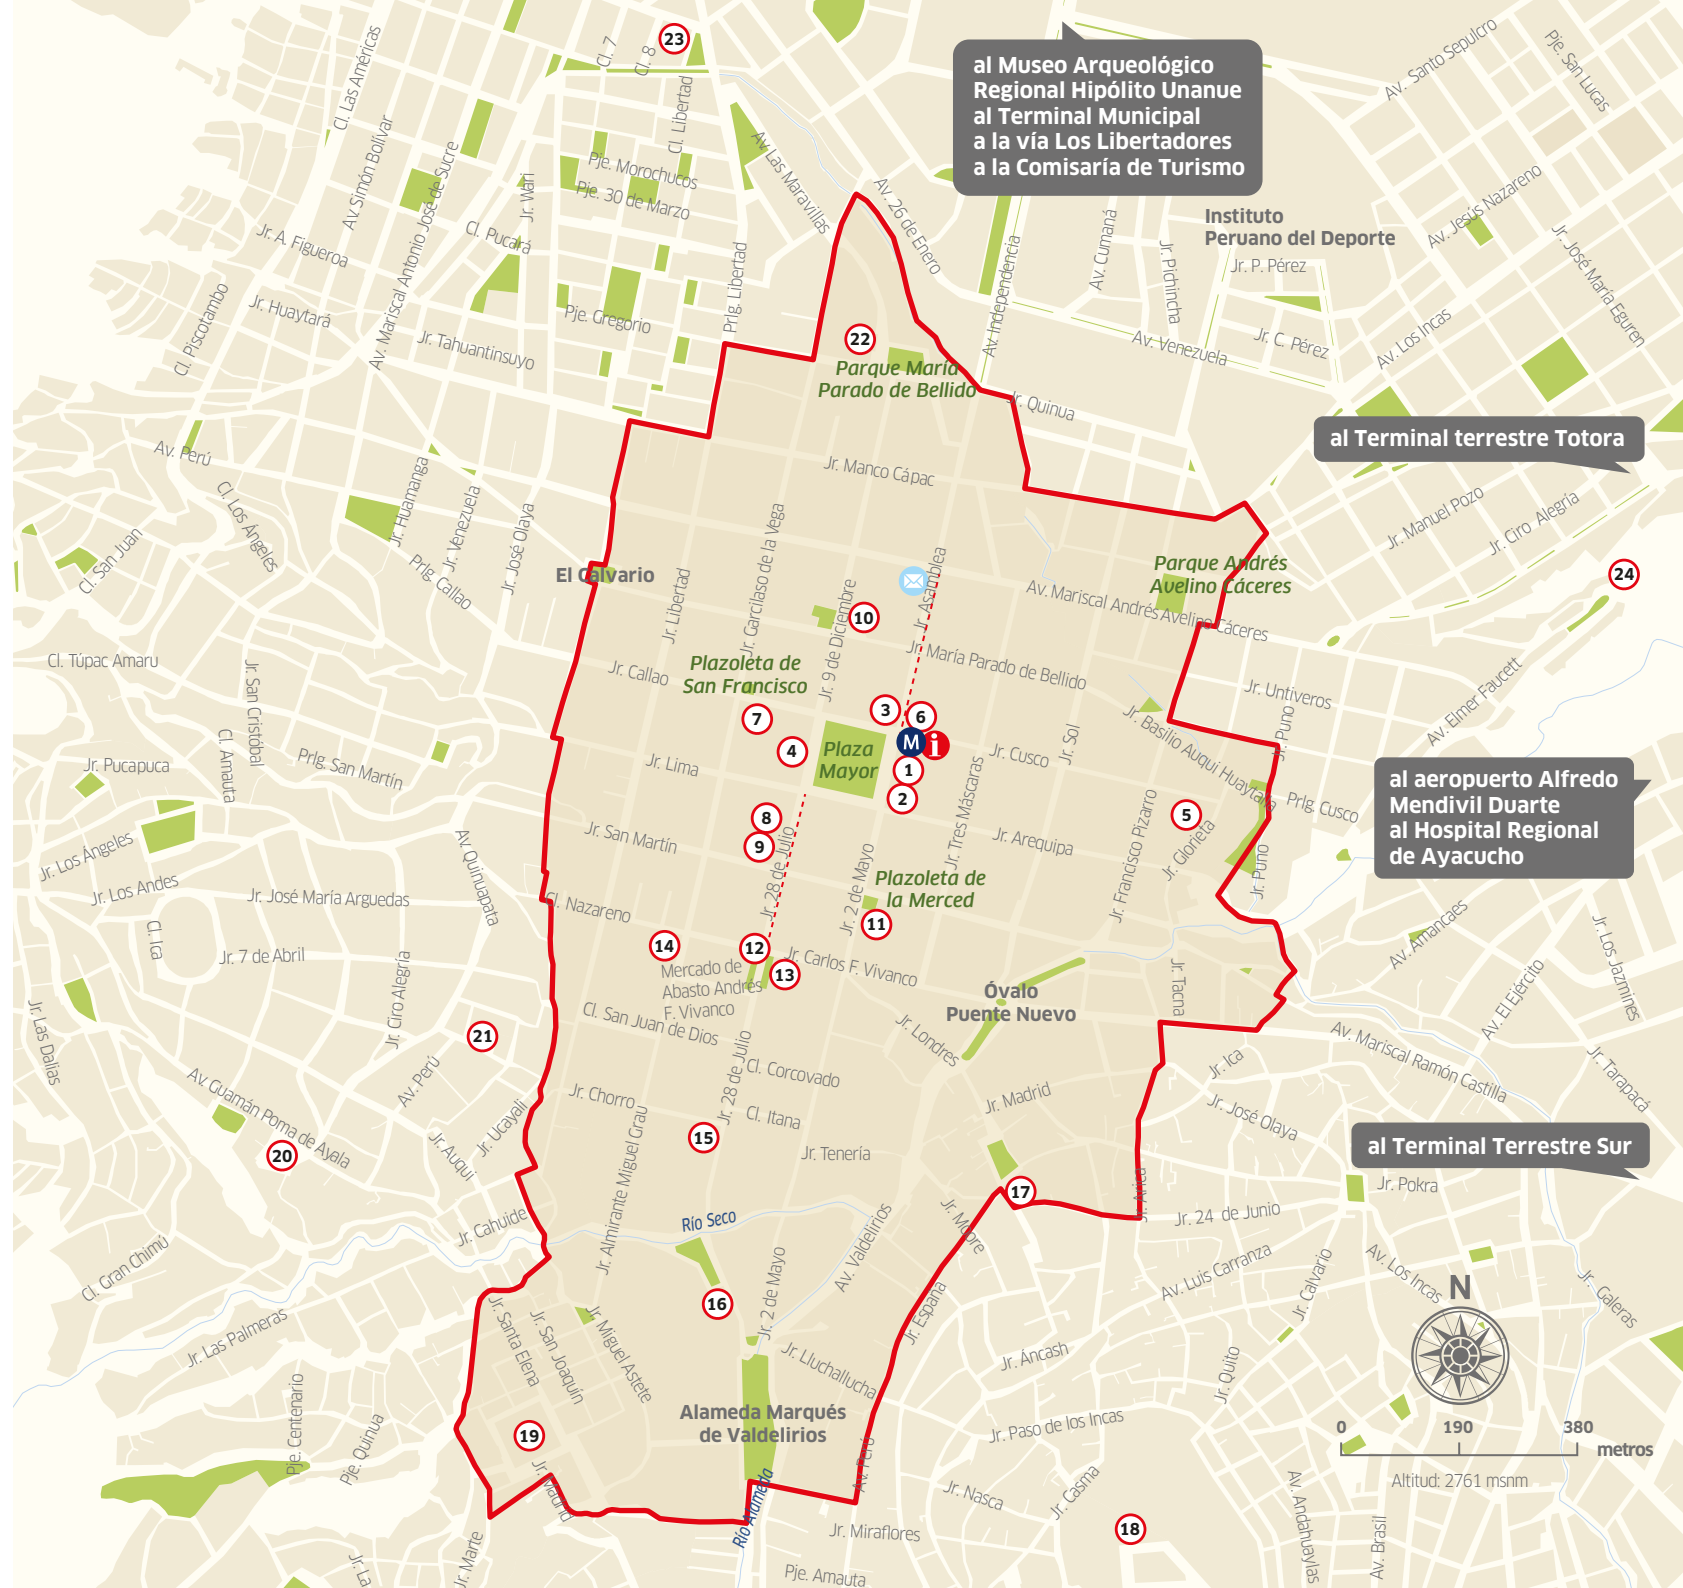 23
Cl. 7
Cl. 8
Cl. Las Américas
Cl. Libertad
al Museo Arqueológico
Regional Hipólito Unanue
al Terminal Municipal
a la vía Los Libertadores
a la Comisaría de Turismo
Av. Santo Sepulcro
Pje. San Lucas
Av. Simón Bolívar
Av. Mariscal Antonio José de Sucre
Jr. Wari
Pje. Morochucos
Pje. 30 de Marzo
Av. Las Maravillas
Av. 26 de Enero
Cl. Pucará
Jr. A. Figueroa
Av. Independencia
Av. Cumaná
Jr. Pichincha
Instituto
Peruano del Deporte
Jr. P. Pérez
Av. Jesús Nazareno
Jr. José María Eguren
Cl. Piscotambo
Jr. Huaytará
Jr. Tahuantinsuyo
Pje. Gregorio
Prlg. Libertad
22
Parque María
Parado de Bellido
Av. Venezuela
Jr. C. Pérez
Av. Los Incas
Jr. Quinua
al Terminal terrestre Totora
Av. Perú
Cl. Los Ángeles
Jr. Huamanga
Jr. Venezuela
Jr. José Olaya
Jr. Manco Cápac
Jr. Manuel Pozo
Jr. Ciro Alegría
Cl. San Juan
Prlg. Callao
El Calvario
Jr. Libertad
Jr. Garcilaso de la Vega
Jr. 9 de Diciembre
Jr. Asamblea
10
Parque Andrés
Avelino Cáceres
Av. Mariscal Andrés Avelino Cáceres
24
Cl. Túpac Amaru
Jr. San Cristóbal
Jr. Callao
Plazoleta de
San Francisco
Jr. María Parado de Bellido
Jr. Untiveros
Jr. Puno
Av. Elmer Faucett
7
3
6
4
Plaza
Mayor
M
i
1
2
Jr. Cusco
Jr. Sol
Jr. Basilio Auqui Huaytalla
Cl. Amauta
Jr. Pucapuca
Prlg. San Martín
Jr. Lima
Prlg. Cusco
al aeropuerto Alfredo
Mendivil Duarte
al Hospital Regional
de Ayacucho
8
9
Jr. San Martín
Jr. 28 de Julio
Jr. 2 de Mayo
Jr. Tres Máscaras
Jr. Arequipa
Jr. Francisco Pizarro
5
Jr. Glorieta
Jr. Puno
Jr. Los Ángeles
Jr. Los Andes
Jr. José María Arguedas
Av. Quinuapata
Cl. Nazareno
Plazoleta de
la Merced
11
Cl. Ica
Jr. 7 de Abril
Jr. Ciro Alegría
14
12
13
Mercado de
Abasto Andrés
F. Vivanco
Jr. Carlos F. Vivanco
Óvalo
Puente Nuevo
Jr. Tacna
Av. Amancaes
Jr. Los Jazmines
Av. El Ejército
Jr. Las Dalias
21
Cl. San Juan de Dios
Jr. 28 de Julio
Cl. Corcovado
Jr. Londres
Av. Mariscal Ramón Castilla
Jr. Ica
Jr. Tarapacá
Av. Guamán Poma de Ayala
Av. Perú
Jr. Chorro
Cl. Itana
Jr. Madrid
Jr. José Olaya
20
Jr. Auqui
Jr. Ucayali
Jr. Almirante Miguel Grau
15
Jr. Tenería
al Terminal Terrestre Sur
Jr. Pokra
17
Jr. Arica
Jr. 24 de Junio
Jr. Cahuide
Río Seco
Jr. Moore
Av. Valdelirios
Cl. Gran Chimú
Jr. 2 de Mayo
16
Av. Luis Carranza
Jr. Calvario
Av. Los Incas
Jr. Galeras
Jr. Las Palmeras
Jr. Santa Elena
Jr. San Joaquín
Jr. Miguel Astete
Jr. Lluchallucha
Jr. España
Jr. Áncash
Jr. Quito
N
Pje. Centenario
Pje. Quinua
19
Alameda Marqués
de Valdelirios
Jr. Paso de los Incas
0
190
380
metros
Altitud: 2761 msnm
Jr. Madrid
Av. Perú
Río Alameda
Jr. Nasca
Jr. Casma
18
Av. Andahuaylas
Av. Brasil
Jr. Miraflores
Jr. Marte
Jr. La
Pje. Amauta